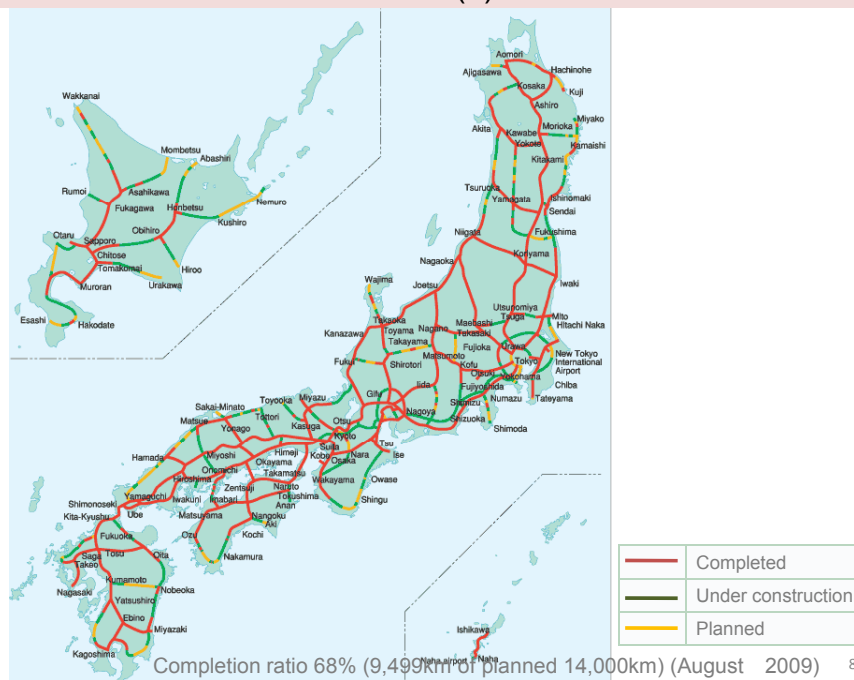 Wakkanai
Mombetsu
Abashiri
Rumoi
Asahikawa
Nemuro
Fukagawa
Honbetsu
Kushiro
Otaru
Obihiro
Sapporo
Chitose
Tomakomai
Hiroo
Muroran
Urakawa
Esashi
Hakodate
Aomori
Ajigasawa
Hachinohe
Kosaka
Kuji
Ashiro
Miyako
Akita
Kawabe
Morioka
Yokote
Kamaishi
Kitakami
Tsuruoka
Yamagata
Ishinomaki
Sendai
Niigata
Fukushima
Nagaoka
Koriyama
Wajima
Joetsu
Iwaki
Utsunomiya
Takaoka
Maebashi
Tsuga
Mito
Kanazawa
Toyama
Nagano
Takasaki
Hitachi Naka
Takayama
Fujioka
Urawa
Fukui
Shirotori
Matsumoto
Kofu
Tokyo
New Tokyo
International
Airport
Otsuki
Yokohama
Iida
Fujiyoshida
Chiba
Gifu
Shimizu
Numazu
Tateyama
Nagoya
Shizuoka
Shimoda
Toyooka
Miyazu
Sakai-Minato
Tottori
Matsue
Yonago
Kasuga
Otsu
Kyoto
Suita
Tsu
Hamada
Miyoshi
Himeji
Kobe
Nara
Ise
Okayama
Osaka
Onomichi
Takamatsu
Hiroshima
Zentsuji
Naruto
Wakayama
Owase
Yamaguchi
Iwakuni
Imabari
Tokushima
Shingu
Shimonoseki
Anan
Kita-Kyushu
Ube
Matsuyama
Nangoku
Aki
Fukuoka
Ozu
Kochi
Saga
Tosu
Oita
Nakamura
Takeo
Kumamoto
Nagasaki
Nobeoka
Yatsushiro
Ebino
Miyazaki
Kagoshima
Ishikawa
Naha airport
Naha
Completed
Under construction
Planned
Completion ratio 68% (9,499km of planned 14,000km) (August 2009)
8